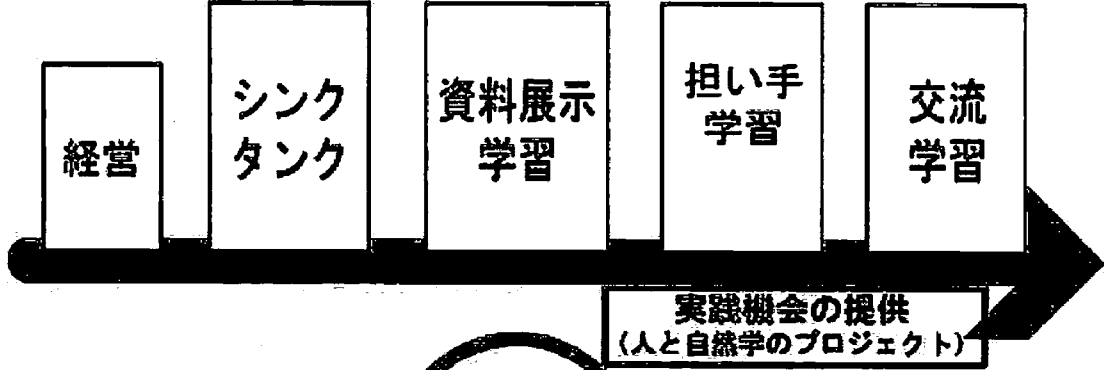 経営
シンク
タンク
資料展示
学習
担い手
学習
交流
学習
実践機会の提供
(人と自然学のプロジェクト)